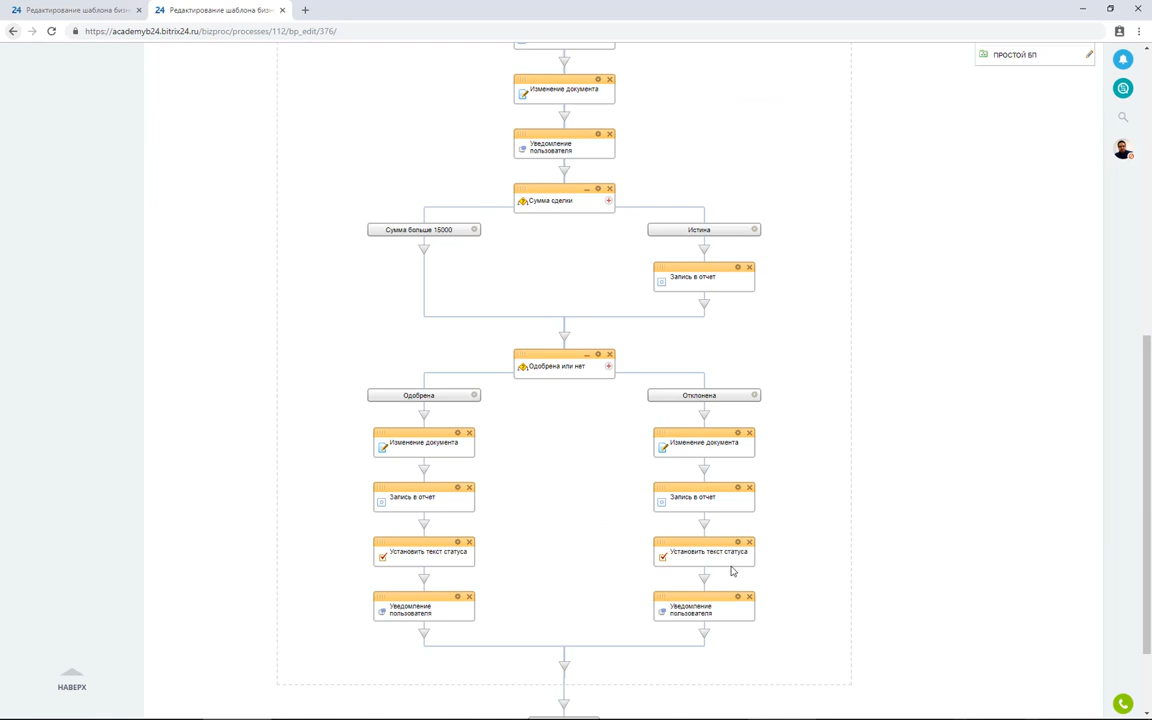 24 Редактирование шаблона бизн
24 Редактирование шаблона бизн
https://academyb24.bitrix24.ru/bizproc/processes/112/bp_edit/376/
ПРОСТОЙ БП
Изменение документа
Уведомление
пользователя
Сумма сделки
Сумма больше 15000
Истина
Запись в отчет
Одобрена или нет
Одобрена
Отклонена
Изменение документа
Изменение документа
Запись в отчет
Запись в отчет
Установить текст статуса
Установить текст статуса
Уведомление
пользователя
Уведомление
пользователя
НАВЕРХ